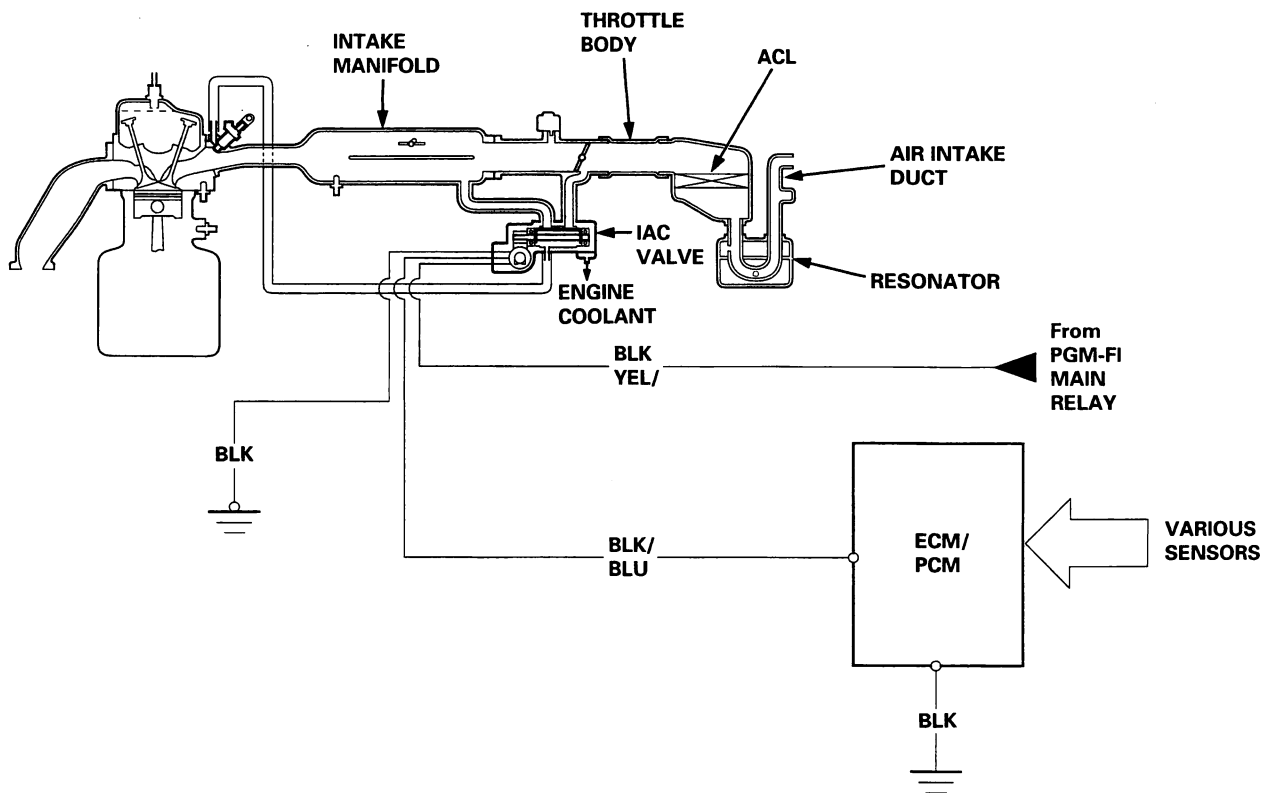 THROTTLE
BODY
INTAKE
MANIFOLD
ACL
AIR INTAKE
DUCT
IAC
VALVE
RESONATOR
ENGINE
COOLANT
From
PGM-FI
MAIN
RELAY
BLK
YEL/
BLK
BLK/
BLU
ECM/
PCM
VARIOUS
SENSORS
BLK